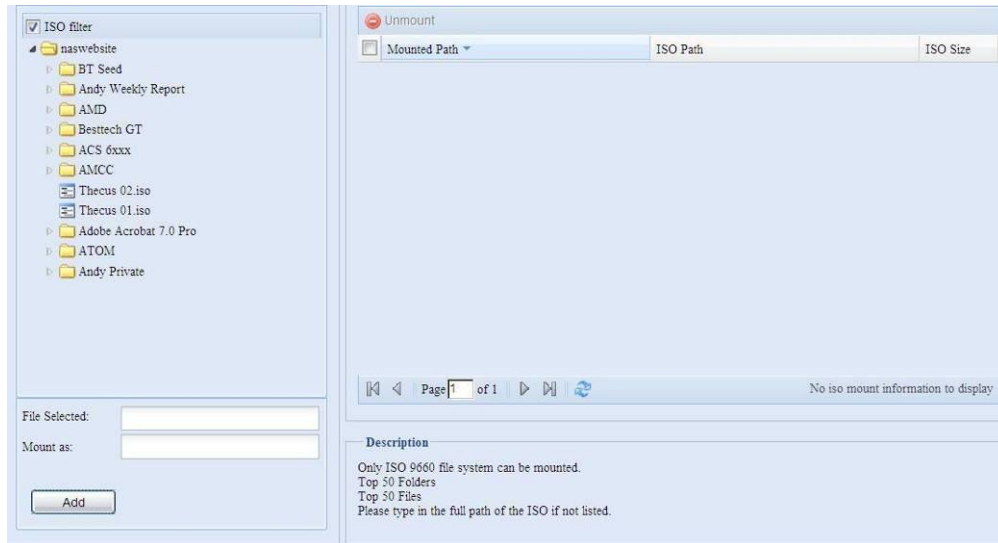 ISO filter
naswebsite
BT Seed
Andy Weekly Report
AMD
Besttech GT
ACS 6xxx
AMCC
Thecus 02.iso
Thecus 01.iso
Adobe Acrobat 7.0 Pro
ATOM
Andy Private
File Selected:
Mount as:
Add
Unmount
Mounted Path ISO Path ISO Size
Page 1 of 1 No iso mount information to display
Description
Only ISO 9660 file system can be mounted.
Top 50 Folders
Top 50 Files
Please type in the full path of the ISO if not listed.